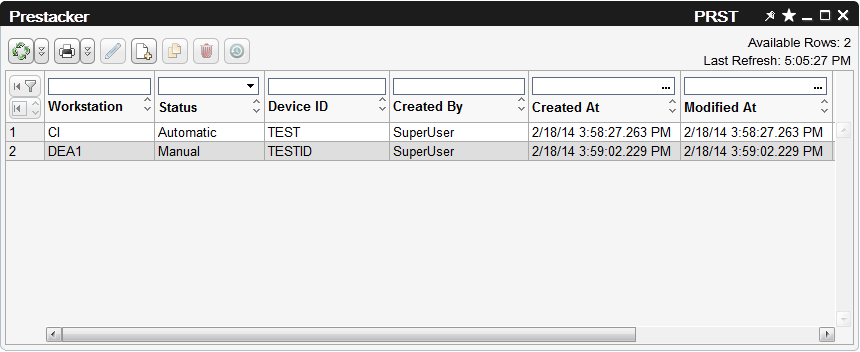 Prestacker PRST
Available Rows: 2
Last Refresh: 5:05:27 PM
Workstation Status Device ID Created By Created At Modified At
1 CI Automatic TEST SuperUser 2/18/14 3:58:27.263 PM 2/18/14 3:58:27.263 PM
2 DEA1 Manual TESTID SuperUser 2/18/14 3:59:02.229 PM 2/18/14 3:59:02.229 PM